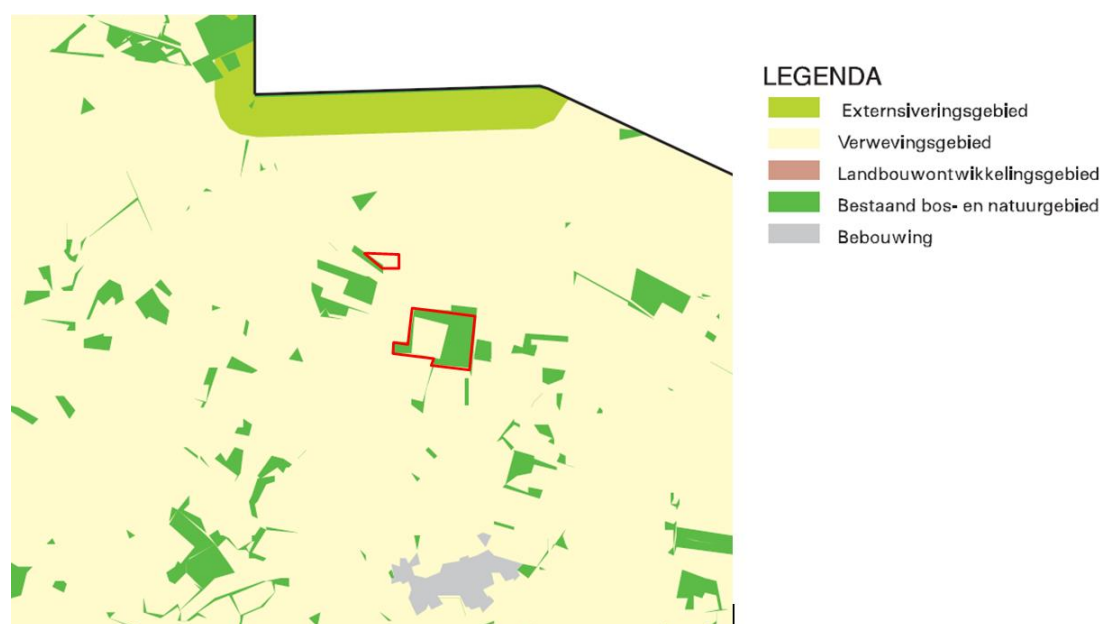 LEGENDA
Externsiveringsgebied
Verwevingsgebied
Landbouwontwikkelingsgebied
Bestaand bos- en natuurgebied
Bebouwing